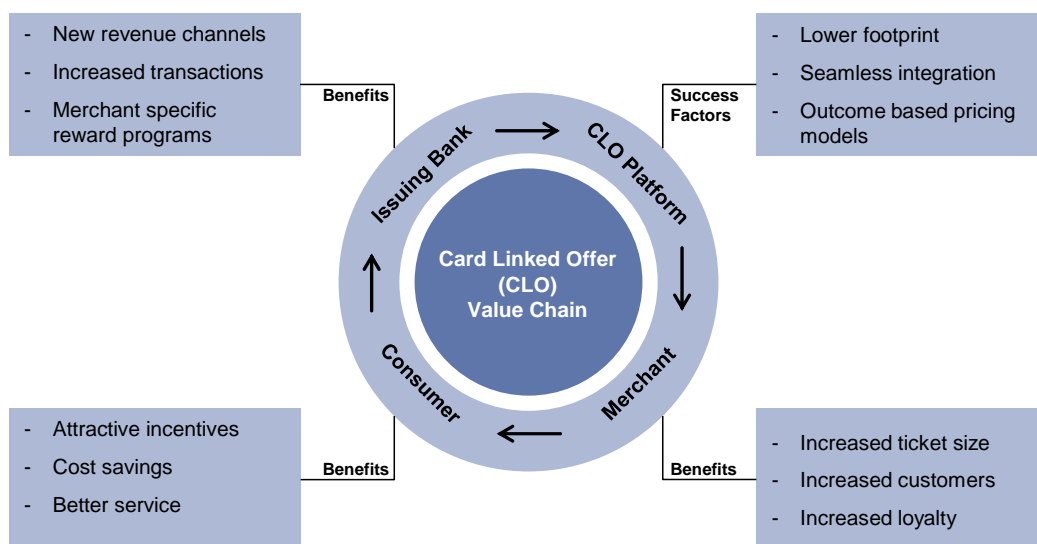 - New revenue channels
- Increased transactions
- Merchant specific
reward programs
Benefits
- Lower footprint
- Seamless integration
- Outcome based pricing
models
Success
Factors
Issuing Bank
CLO Platform
Card Linked Offer
(CLO)
Value Chain
Consumer
Merchant
- Attractive incentives
- Cost savings
- Better service
Benefits
Benefits
- Increased ticket size
- Increased customers
- Increased loyalty